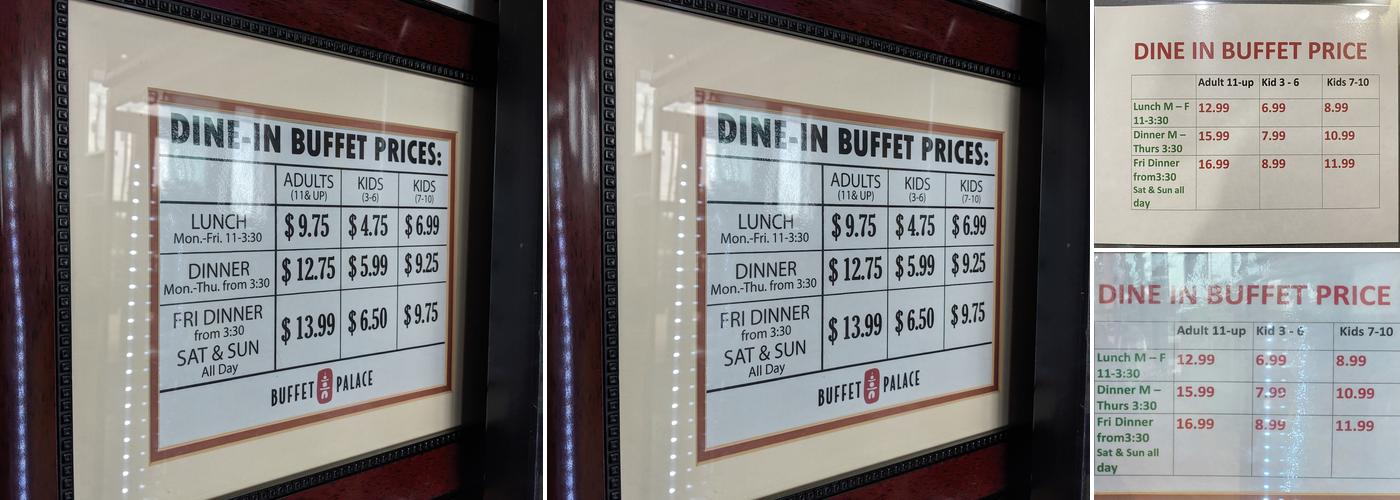 DINE-IN BUFFET PRICES:
ADULTS KIDS KIDS
(11& UP) (3-6) (7-10)
LUNCH $9.75 $4.75 $6.99
Mon.-Fri. 11-3:30
DINNER $12.75 $5.99 $9.25
Mon.-Thu. from 3:30
FRI DINNER $13.99 $6.50 $9.75
from 3:30
SAT & SUN
All Day
BUFFET PALACE
DINE-IN BUFFET PRICES:
ADULTS KIDS KIDS
(11& UP) (3-6) (7-10)
LUNCH $9.75 $4.75 $6.99
Mon.-Fri. 11-3:30
DINNER $12.75 $5.99 $9.25
Mon.-Thu. from 3:30
FRI DINNER $13.99 $6.50 $9.75
from 3:30
SAT & SUN
All Day
BUFFET PALACE
DINE IN BUFFET PRICE
Adult 11-up Kid 3 - 6 Kids 7-10
Lunch M – F 12.99 6.99 8.99
11-3:30
Dinner M – 15.99 7.99 10.99
Thurs 3:30
Fri Dinner 16.99 8.99 11.99
from3:30
Sat & Sun all
day
DINE IN BUFFET PRICE
Adult 11-up Kid 3 - 6 Kids 7-10
Lunch M – F 12.99 6.99 8.99
11-3:30
Dinner M – 15.99 7.99 10.99
Thurs 3:30
Fri Dinner 16.99 8.99 11.99
from3:30
Sat & Sun all
day